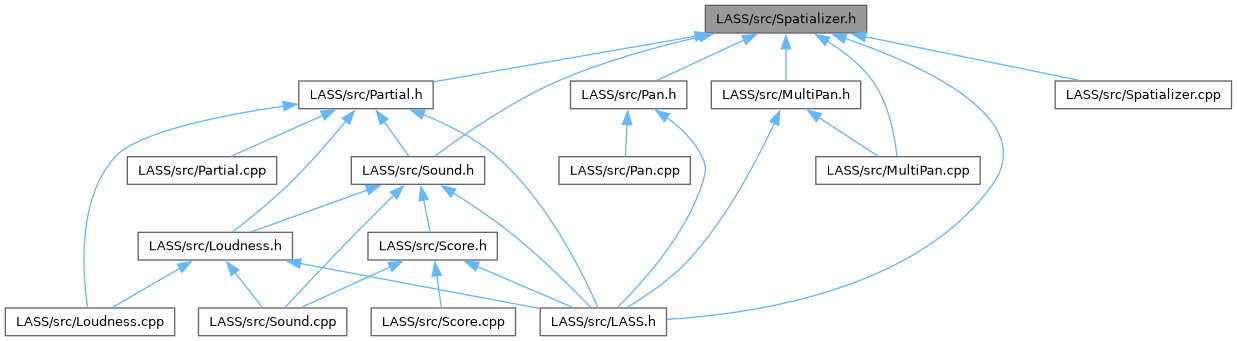 LASS/src/Spatializer.h
LASS/src/Partial.h
LASS/src/Pan.h
LASS/src/MultiPan.h
LASS/src/Spatializer.cpp
LASS/src/Partial.cpp
LASS/src/Sound.h
LASS/src/Pan.cpp
LASS/src/MultiPan.cpp
LASS/src/Loudness.h
LASS/src/Score.h
LASS/src/Loudness.cpp
LASS/src/Sound.cpp
LASS/src/Score.cpp
LASS/src/LASS.h